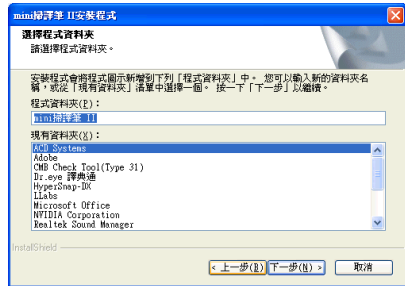 mini掃譯筆 II安裝程式
選擇程式資料夾
請選擇程式資料夾。
安裝程式會將程式圖示新增到下列「程式資料夾」中。 您可以輸入新的資料夾名
稱，或從「現有資料夾」清單中選擇一個。 按一下「下一步」以繼續。
程式資料夾(P)：
mini掃譯筆 II
現有資料夾(X)：
ACD Systems
Adobe
CMB Check Tool(Type 31)
Dr.eye 譯典通
HyperSnap-DX
LLabs
Microsoft Office
NVIDIA Corporation
Realtek Sound Manager
InstallShield
< 上一步(B) 下一步(N) > 取消